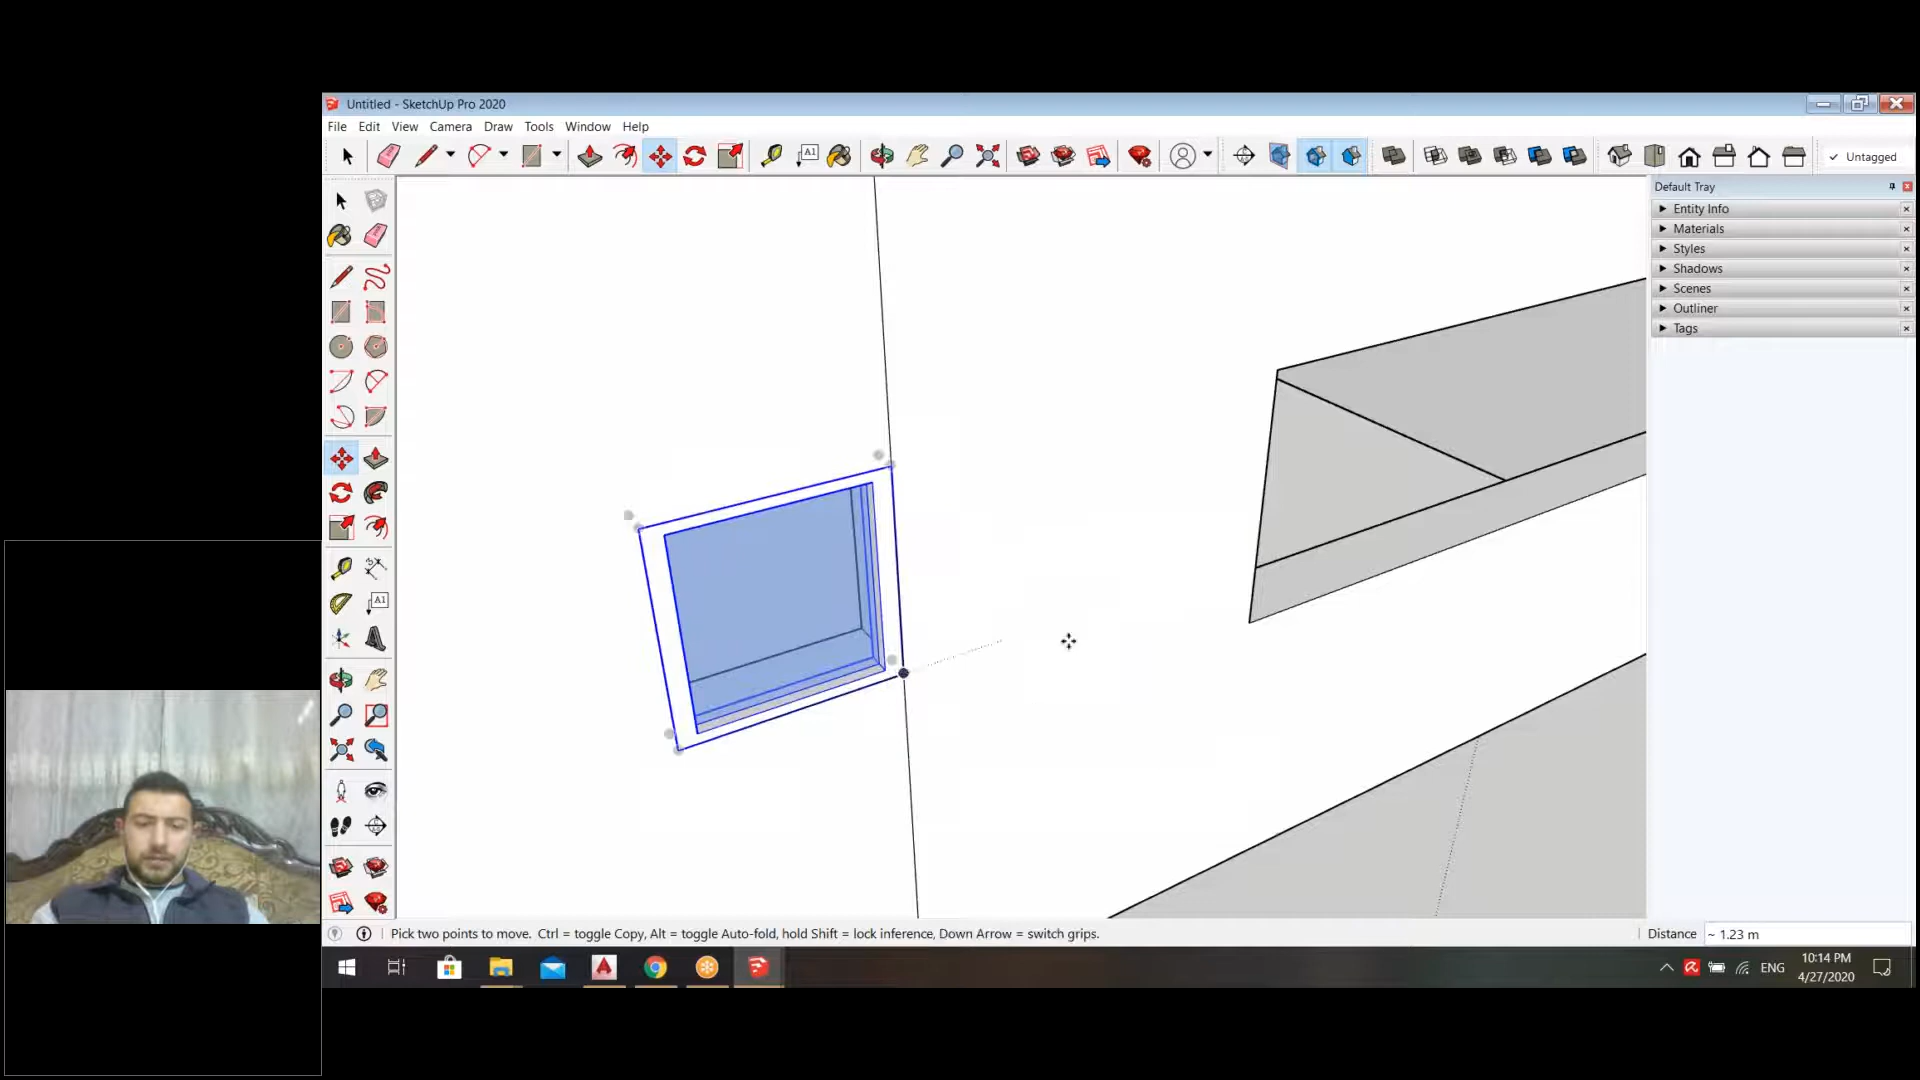 Untitled - SketchUp Pro 2020
File Edit View Camera Draw Tools Window Help
A1
✓ Untagged
Default Tray
Entity Info
Materials
Styles
Shadows
Scenes
Outliner
Tags
A1
Pick two points to move. Ctrl = toggle Copy, Alt = toggle Auto-fold, hold Shift = lock inference, Down Arrow = switch grips.
Distance ~ 1.23 m
ENG
10:14 PM
4/27/2020